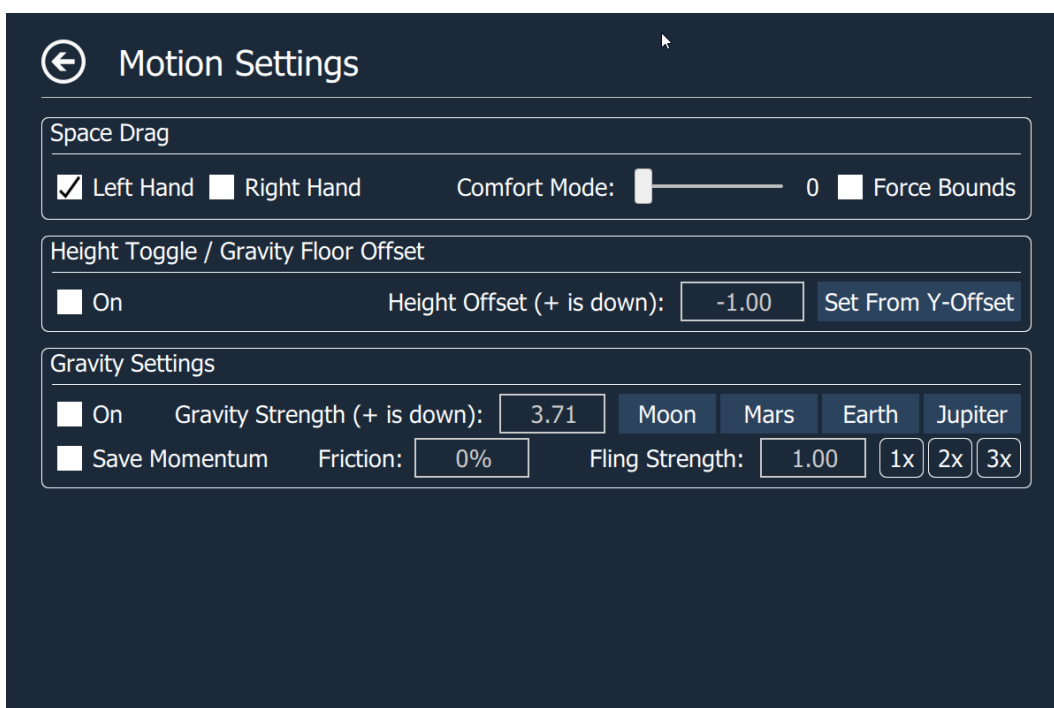 Motion Settings
Space Drag
Left Hand Right Hand Comfort Mode: 0 Force Bounds
Height Toggle / Gravity Floor Offset
On Height Offset (+ is down): -1.00 Set From Y-Offset
Gravity Settings
On Gravity Strength (+ is down): 3.71 Moon Mars Earth Jupiter
Save Momentum Friction: 0% Fling Strength: 1.00 1x 2x 3x